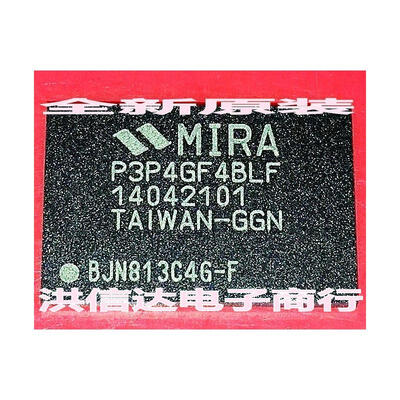 全新原装
MIRA
P3P4GF4BLF
14042101
TAIWAN-GGN
BJN813C4G-F
洪信达电子商行